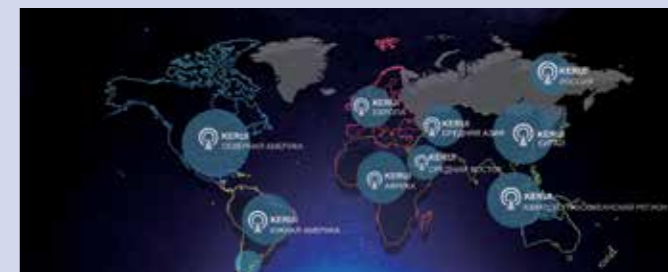 KERUI
РОССИЯ
KERUI
ЕВРОПА
KERUI
СРЕДНЯЯ АЗИЯ
KERUI
КИТАЙ
KERUI
СЕВЕРНАЯ АМЕРИКА
KERUI
СРЕДНИЙ ВОСТОК
KERUI
АФРИКА
KERUI
РЕГИОН
KERUI
ЮЖНАЯ АМЕРИКА